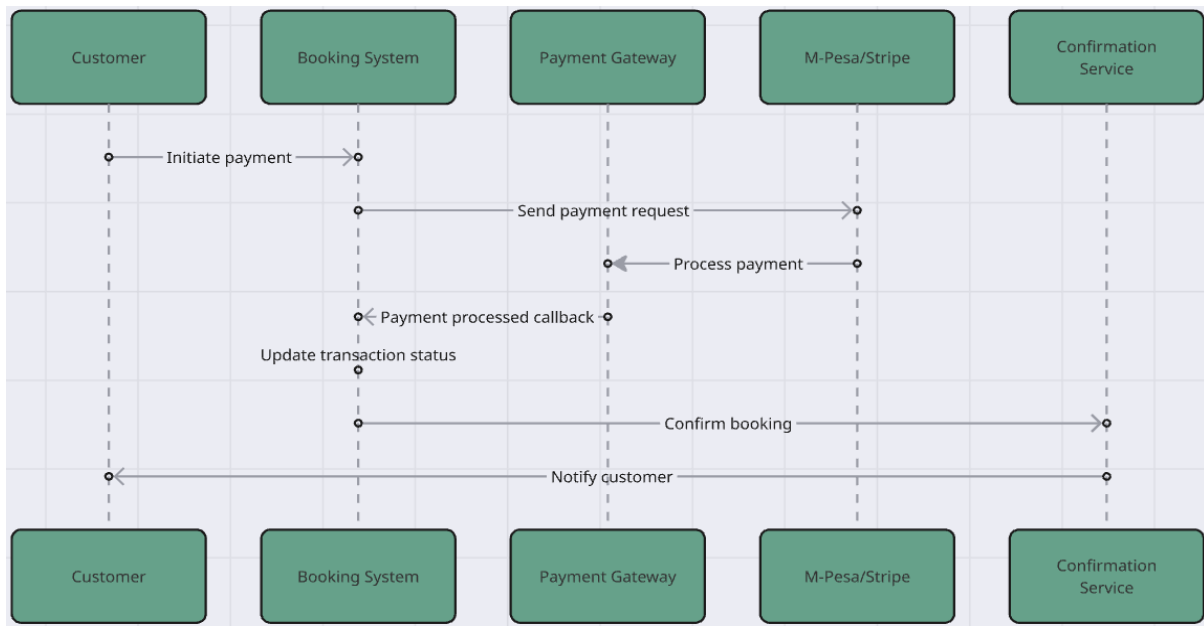 Customer
Booking System
Payment Gateway
M-Pesa/Stripe
Confirmation
Service
Initiate payment
Send payment request
Process payment
Payment processed callback
Update transaction status
Confirm booking
Notify customer
Customer
Booking System
Payment Gateway
M-Pesa/Stripe
Confirmation
Service